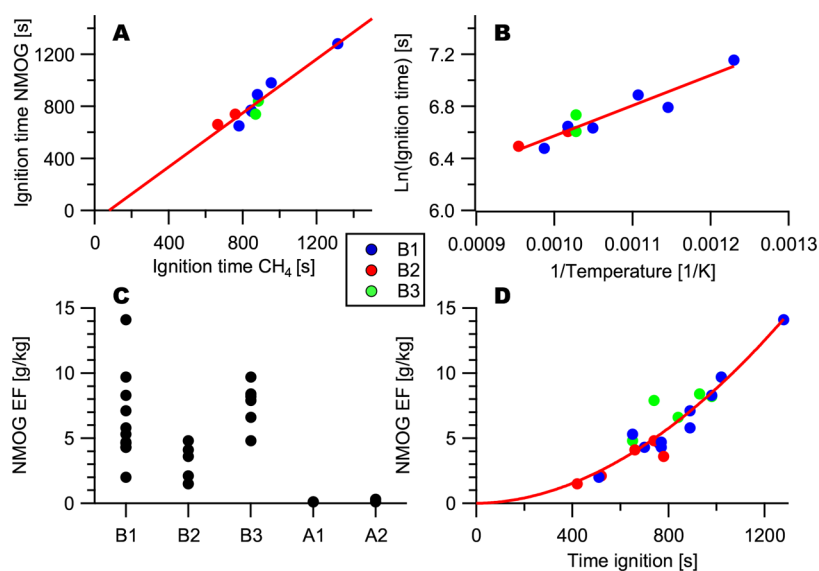 A
Ignition time NMOG [s]
1200
800
400
0
0 400 800 1200
Ignition time CH4 [s]
B
Ln(Ignition time) [s]
7.2
6.8
6.4
6.0
0.0009 0.0010 0.0011 0.0012 0.0013
1/Temperature [1/K]
B1
B2
B3
C
NMOG EF [g/kg]
15
10
5
0
B1 B2 B3 A1 A2
D
NMOG EF [g/kg]
15
10
5
0
0 400 800 1200
Time ignition [s]